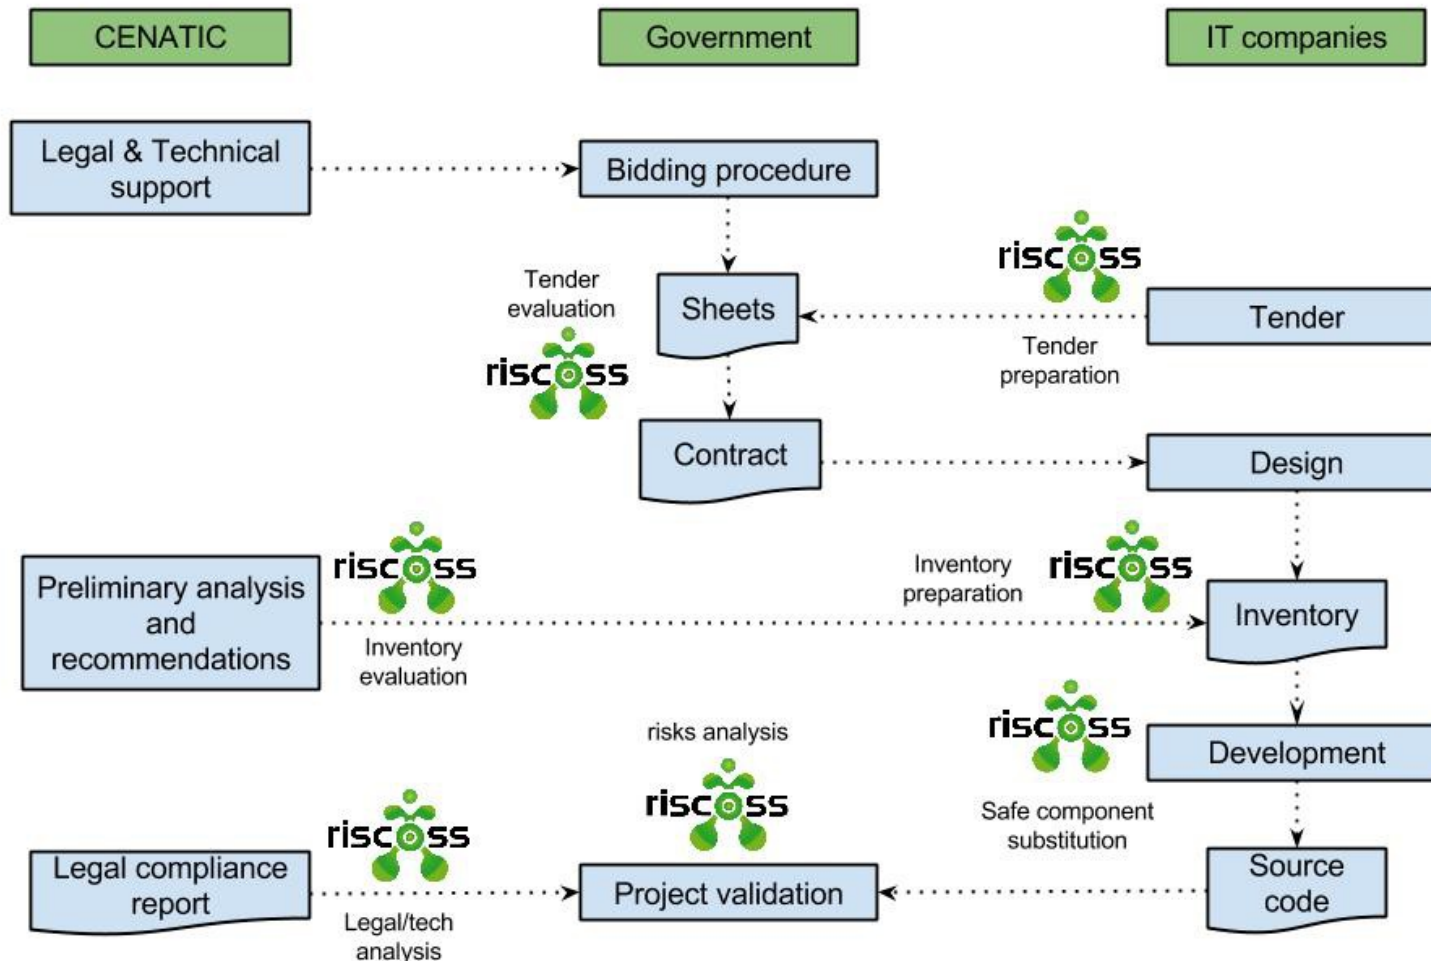 CENATIC
Government
IT companies
Legal & Technical
support
Bidding procedure
riscoss
Tender
evaluation
Sheets
Tender
riscoss
Tender
preparation
Contract
Design
riscoss
Inventory
preparation
riscoss
Preliminary analysis
and
recommendations
Inventory
Inventory
evaluation
riscoss
risks analysis
Development
riscoss
Safe component
substitution
riscoss
Legal compliance
report
Project validation
Source
code
Legal/tech
analysis